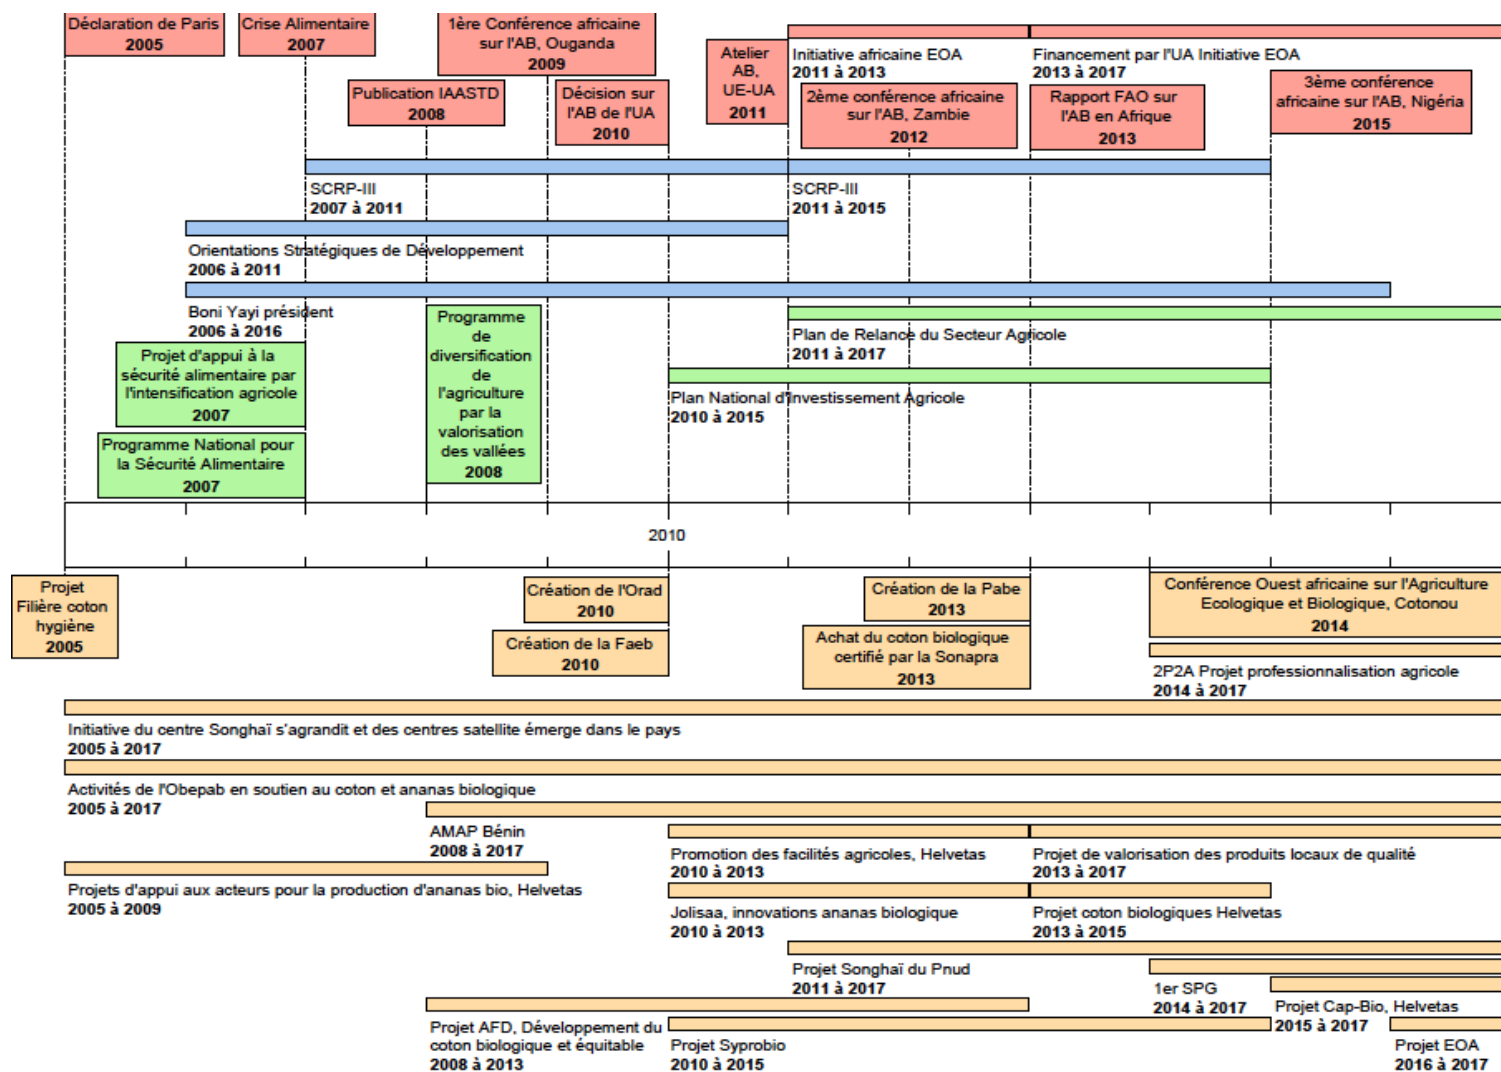 Déclaration de Paris
2005
Crise Alimentaire
2007
1ère Conférence africaine
sur l'AB, Ouganda
2009
Publication IAASTD
2008
Décision sur
l'AB de l'UA
2010
Atelier
AB,
UE-UA
2011
Initiative africaine EOA
2011 à 2013
2ème conférence africaine
sur l'AB, Zambie
2012
Financement par l'UA Initiative EOA
2013 à 2017
Rapport FAO sur
l'AB en Afrique
2013
3ème conférence
africaine sur l'AB, Nigéria
2015
SCRP-III
2007 à 2011
SCRP-III
2011 à 2015
Orientations Stratégiques de Développement
2006 à 2011
Boni Yayi président
2006 à 2016
Projet d'appui à la
sécurité alimentaire par
l'intensification agricole
2007
Programme National pour
la Sécurité Alimentaire
2007
Programme
de
diversification
de
l'agriculture
par la
valorisation
des vallées
2008
Plan de Relance du Secteur Agricole
2011 à 2017
Plan National d'Investissement Agricole
2010 à 2015
2010
Projet
Filière coton
hygiène
2005
Création de l'Orad
2010
Création de la Faeb
2010
Création de la Pabe
2013
Achat du coton biologique
certifié par la Sonapra
2013
Conférence Ouest africaine sur l'Agriculture
Ecologique et Biologique, Cotonou
2014
2P2A Projet professionnalisation agricole
2014 à 2017
Initiative du centre Songhaï s'agrandit et des centres satellite émerge dans le pays
2005 à 2017
Activités de l'Obepab en soutien au coton et ananas biologique
2005 à 2017
AMAP Bénin
2008 à 2017
Promotion des facilités agricoles, Helvetas
2010 à 2013
Projet de valorisation des produits locaux de qualité
2013 à 2017
Projets d'appui aux acteurs pour la production d'ananas bio, Helvetas
2005 à 2009
Jolisaa, innovations ananas biologique
2010 à 2013
Projet coton biologiques Helvetas
2013 à 2015
Projet Songhaï du Pnud
2011 à 2017
1er SPG
2014 à 2017
Projet Cap-Bio, Helvetas
2015 à 2017
Projet AFD, Développement du
coton biologique et équitable
2008 à 2013
Projet Syprobio
2010 à 2015
Projet EOA
2016 à 2017